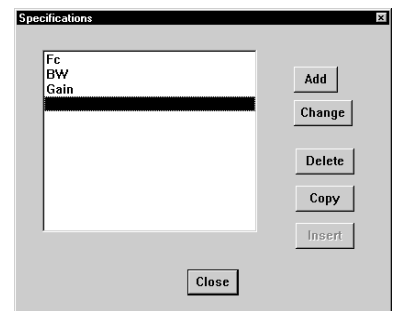 Specifications
Fc
BW
Gain
Add
Change
Delete
Copy
Insert
Close